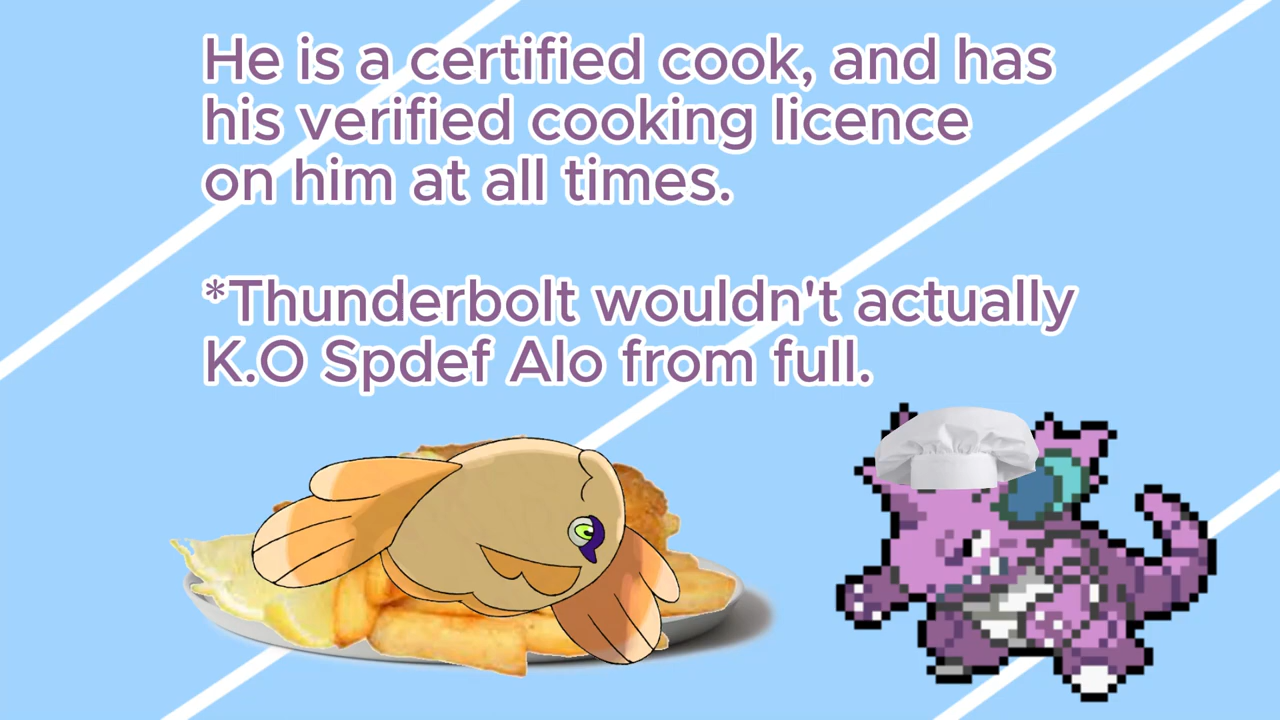 He is a certified cook, and has
his verified cooking licence
on him at all times.
*Thunderbolt wouldn't actually
K.O Spdef Alo from full.